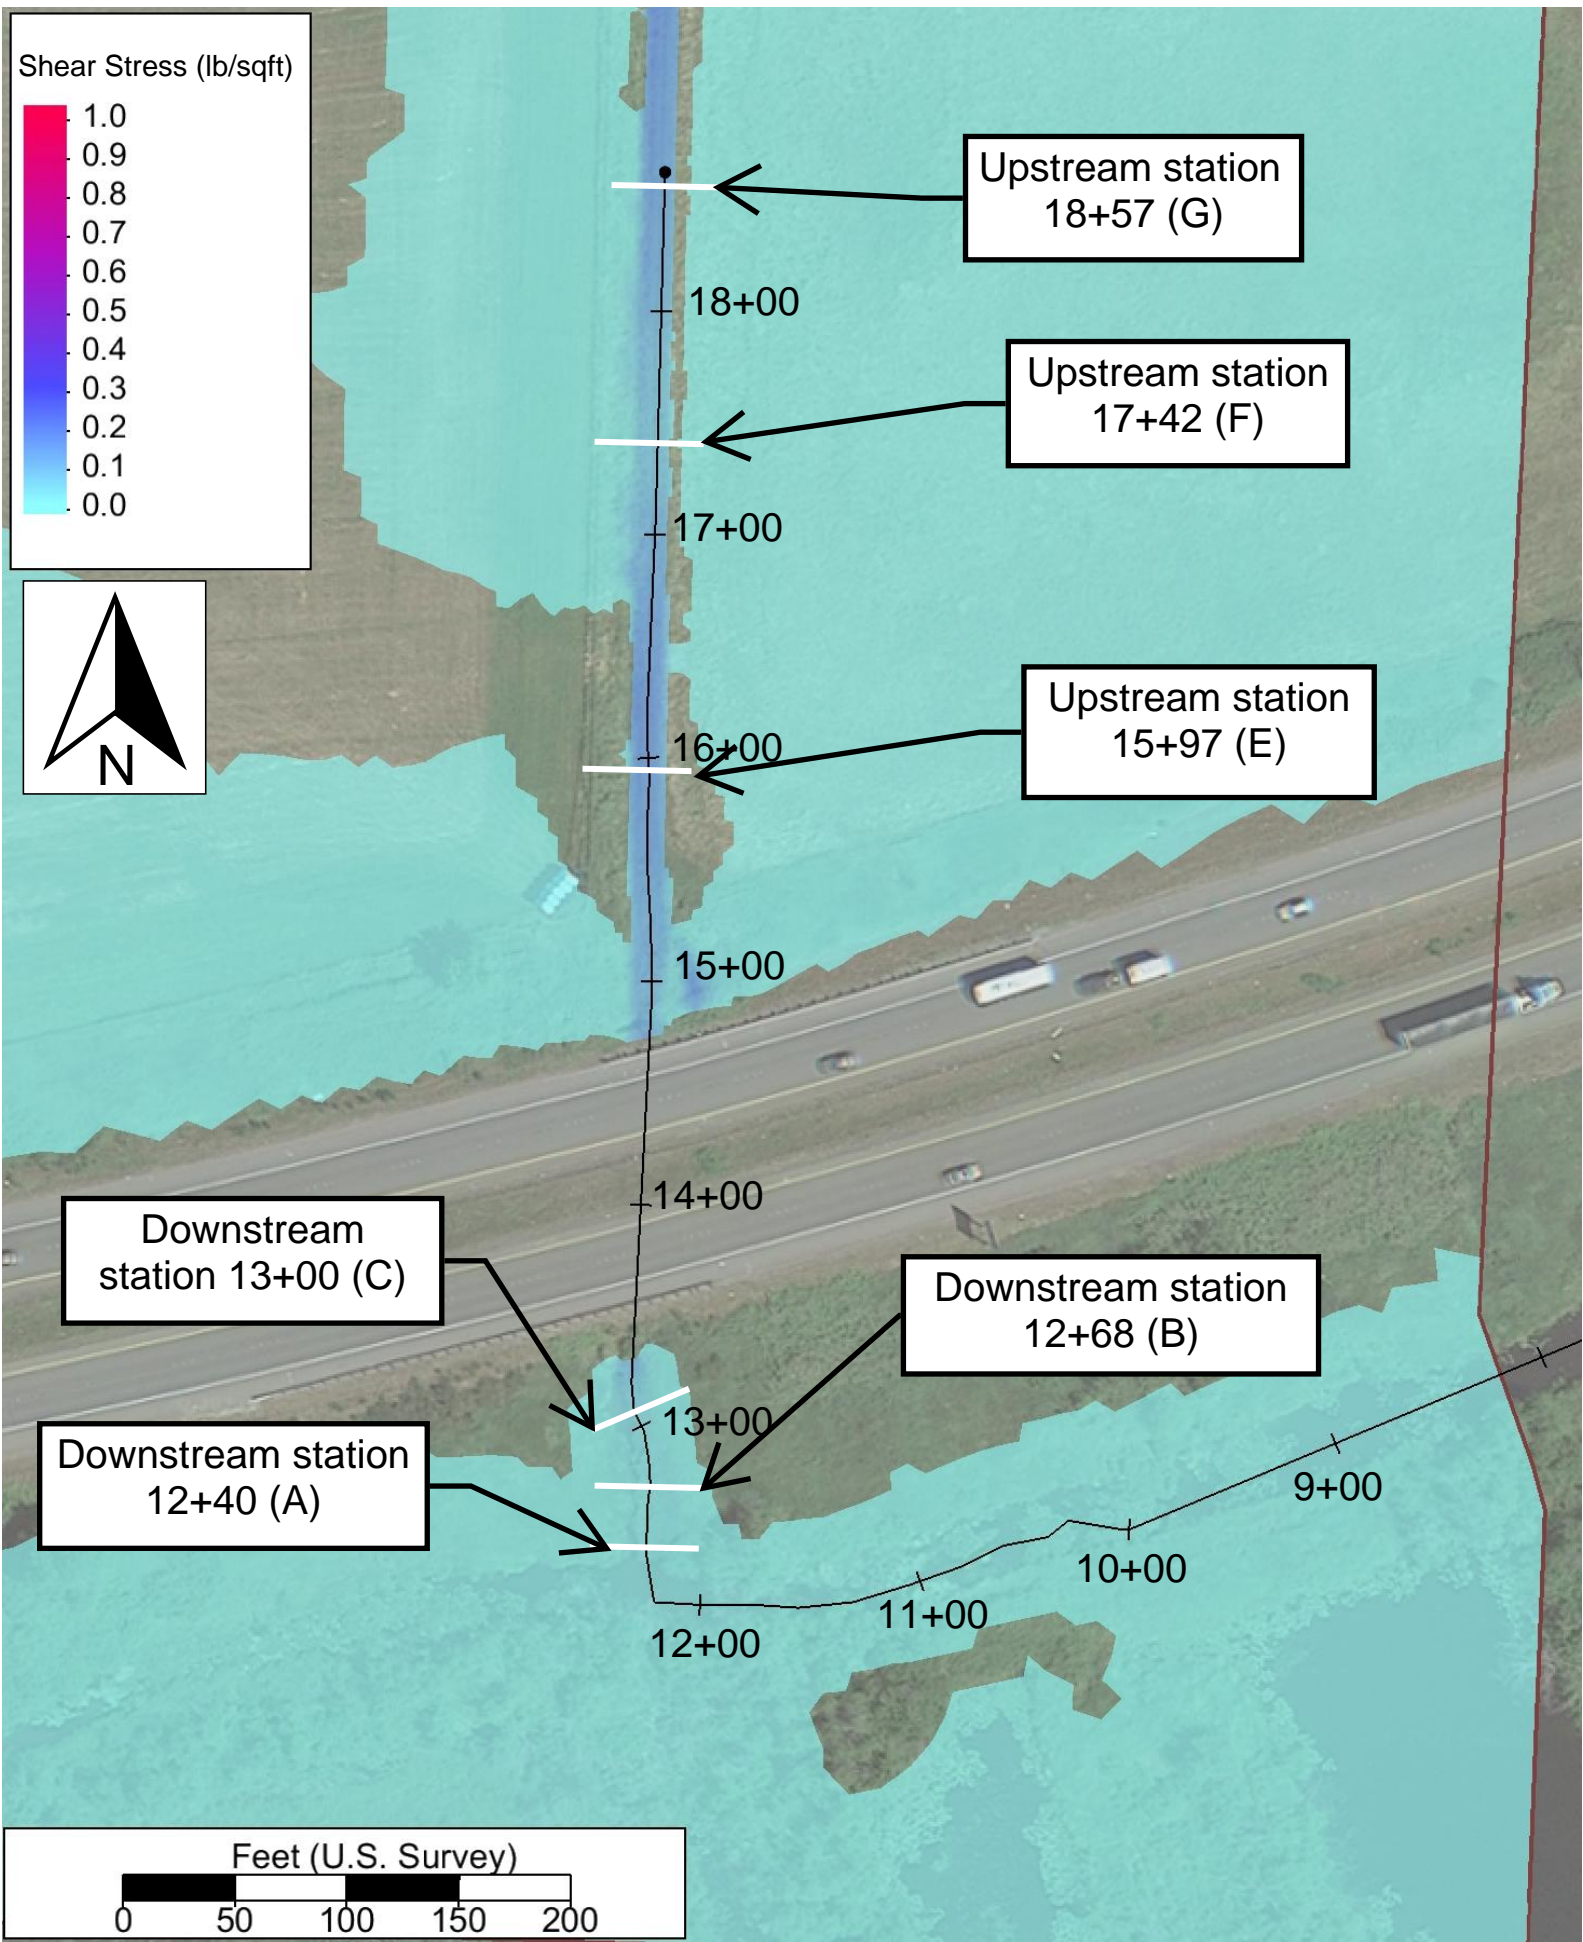 Shear Stress (lb/sqft)
1.0
0.9
0.8
0.7
0.6
0.5
0.4
0.3
0.2
0.1
0.0
N
Upstream station
18+57 (G)
18+00
Upstream station
17+42 (F)
17+00
Upstream station
15+97 (E)
16+00
15+00
14+00
Downstream
station 13+00 (C)
Downstream station
12+68 (B)
13+00
Downstream station
12+40 (A)
9+00
10+00
11+00
12+00
Feet (U.S. Survey)
0 50 100 150 200